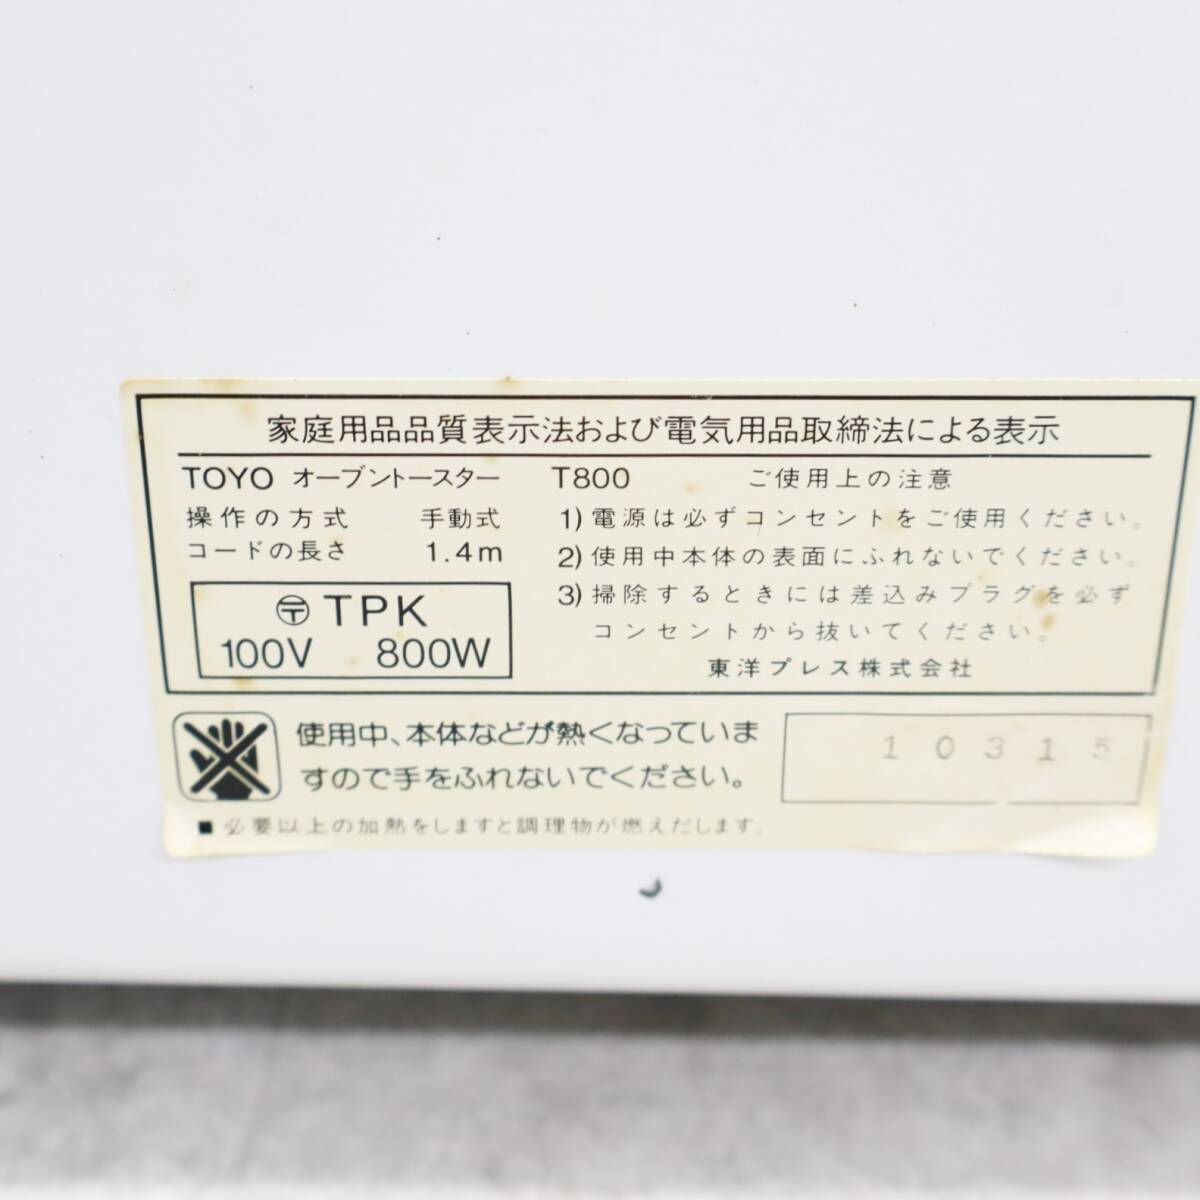 家庭用品品質表示法および電気用品取締法による表示
TOYO オーブントースター T800
操作の方式 手動式
コードの長さ 1.4m
〒 TPK
100V 800W
ご使用上の注意
1) 電源は必ずコンセントをご使用ください。
2) 使用中本体の表面にふれないでください。
3) 掃除するときには差込みプラグを必ず
コンセントから抜いてください。
東洋プレス株式会社
使用中、本体などが熱くなっていま
すので手をふれないでください。
10315
■ 必要以上の加熱をしますと調理物が燃えだします。